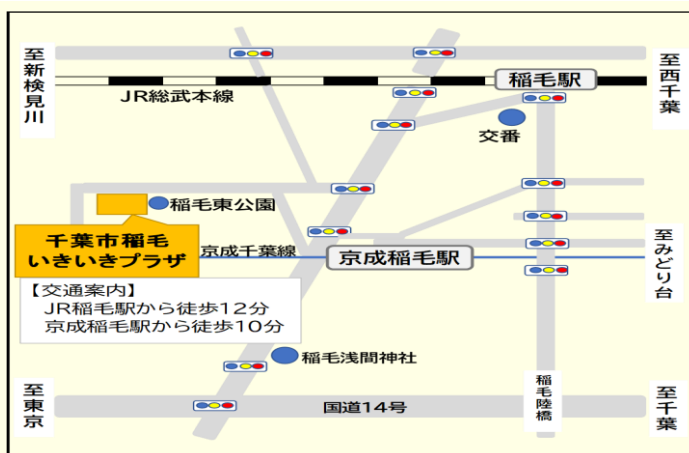 至新検見川
至西千葉
稲毛駅
JR総武本線
交番
稲毛東公園
千葉市稲毛
いきいきプラザ
京成千葉線
京成稲毛駅
至みどり台
【交通案内】
JR稲毛駅から徒歩12分
京成稲毛駅から徒歩10分
稲毛浅間神社
至東京
国道14号
稲毛陸橋
至千葉